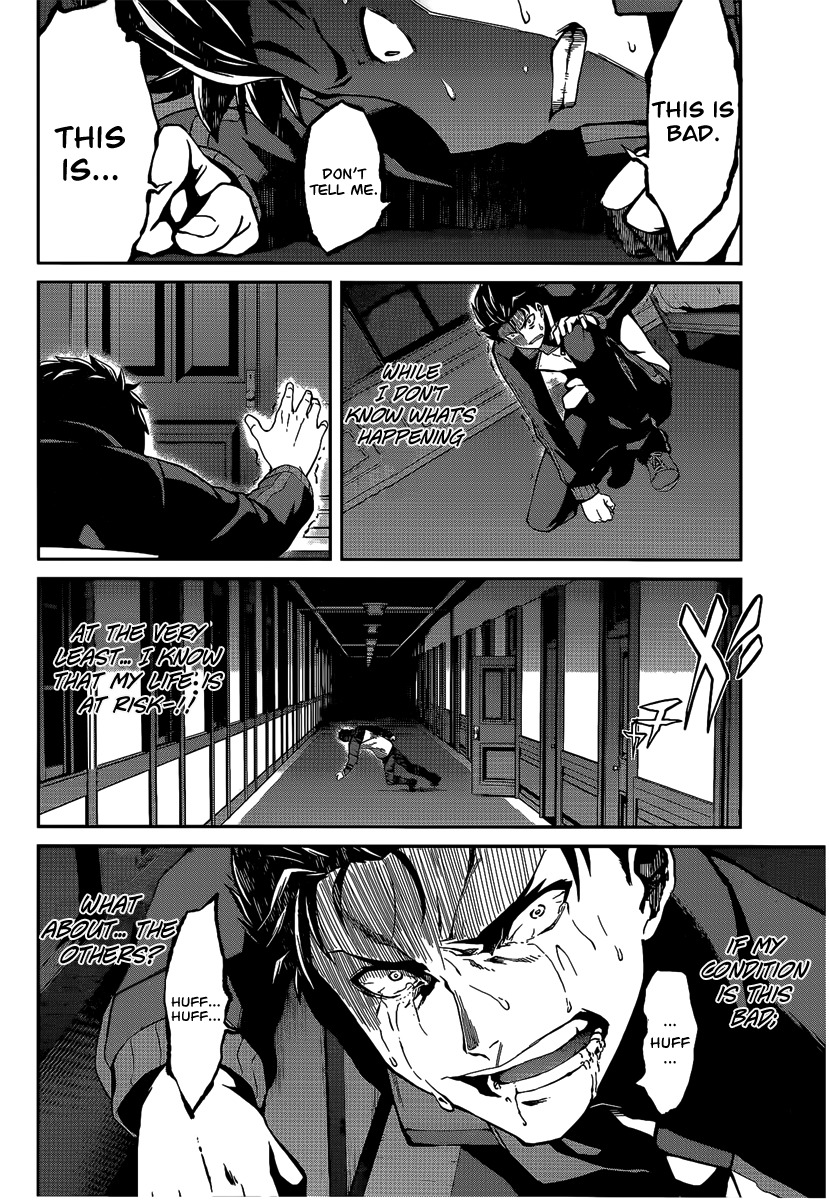 THIS IS
BAD.
DON'T
TELL ME.
THIS
IS...
WHILE
I DON'T
KNOW WHAT'S
HAPPENING
AT THE VERY
LEAST... I KNOW
THAT MY LIFE IS
AT RISK-!!
IF MY
CONDITION
IS THIS
BAD;
...
HUFF
...
HUFF...
HUFF...
WHAT
ABOUT... THE
OTHERS?